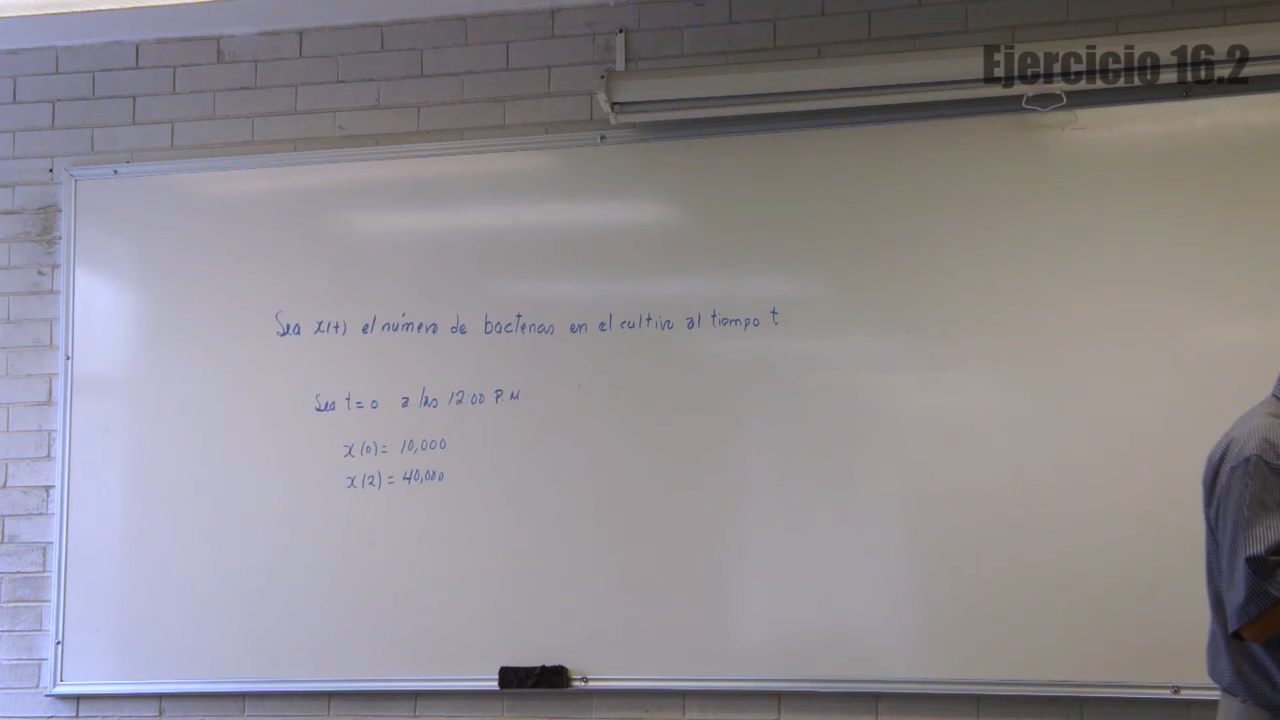 Ejercicio 16.2
Sea x(t) el número de bacterias en el cultivo al tiempo t.
Sea t=0 a las 12:00 P.M.
x(0)= 10,000
x(2)= 40,000